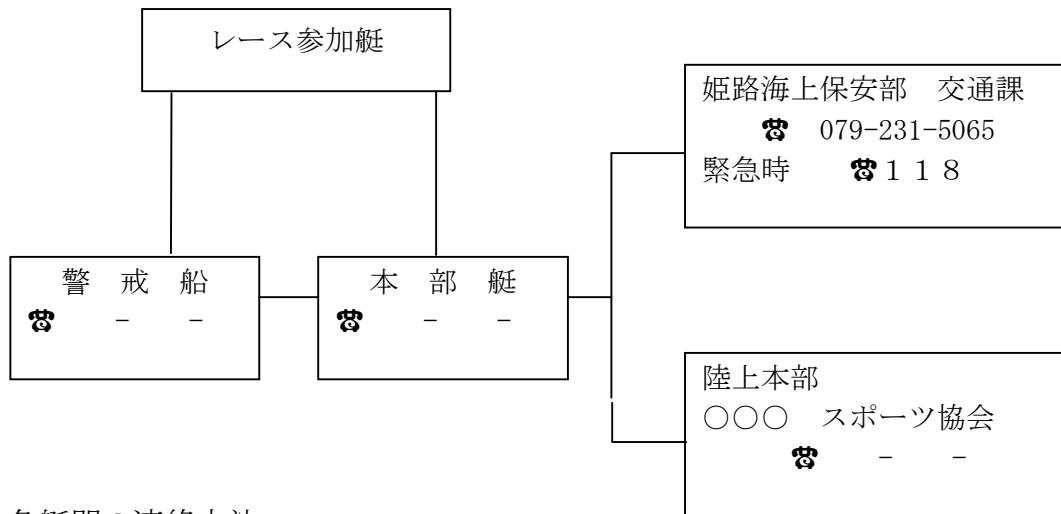 レース参加艇
姫路海上保安部　交通課
☎　079-231-5065
緊急時　☎１１８
警　戒　船
☎　－　－
本　部　艇
☎　－　－
陸上本部
○○○　スポーツ協会
☎　－　－